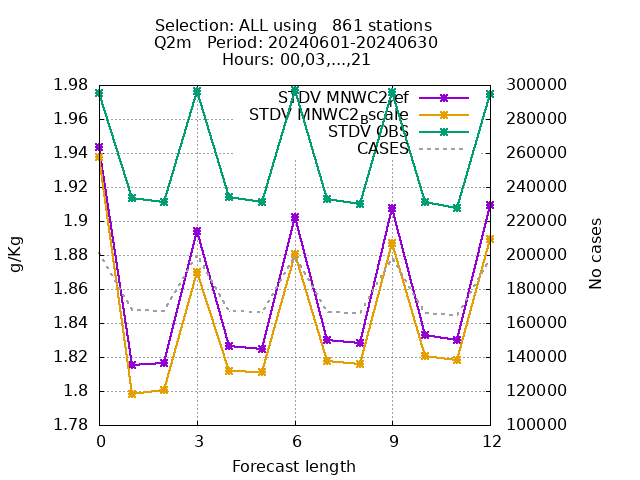 Selection: ALL using   861 stations
Q2m   Period: 20240601-20240630
Hours: 00,03,...,21
1.98
1.96
1.94
1.92
1.9
1.88
1.86
1.84
1.82
1.8
1.78
300000
280000
260000
240000
220000
200000
180000
160000
140000
120000
100000
STDV MNWC2ref
STDV MNWC2_Bscale
STDV OBS
CASES
g/Kg
No cases
0 3 6 9 12
Forecast length